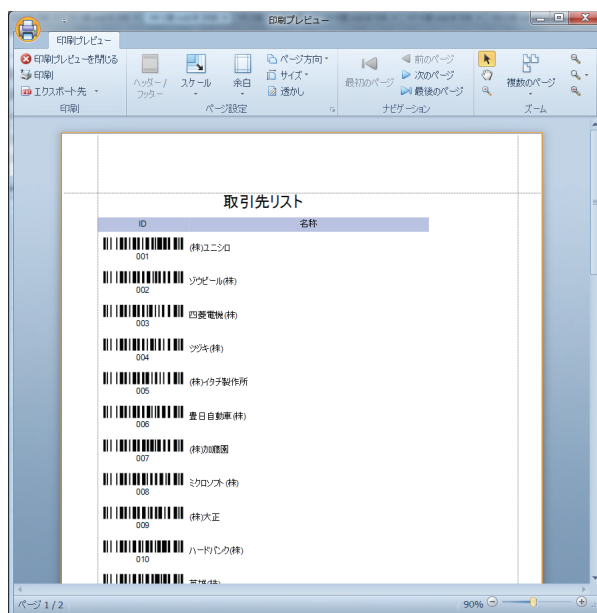 印刷プレビュー
印刷プレビュー
印刷プレビューを閉じる
印刷
エクスポート先
印刷
ヘッダー/
フッター
スケール
余白
ページ方向
サイズ
透かし
ページ設定
最初のページ
前のページ
次のページ
最後のページ
ナビゲーション
複数のページ
ズーム
取引先リスト
ID 名称
001 (株)ユニシロ
002 ゾウビール(株)
003 四菱電機(株)
004 ツヅキ(株)
005 (株)イタチ製作所
006 豊日自動車(株)
007 (株)加藤園
008 ミクロソフト(株)
009 (株)大正
010 ハードバンク(株)
ページ 1 / 2
90%